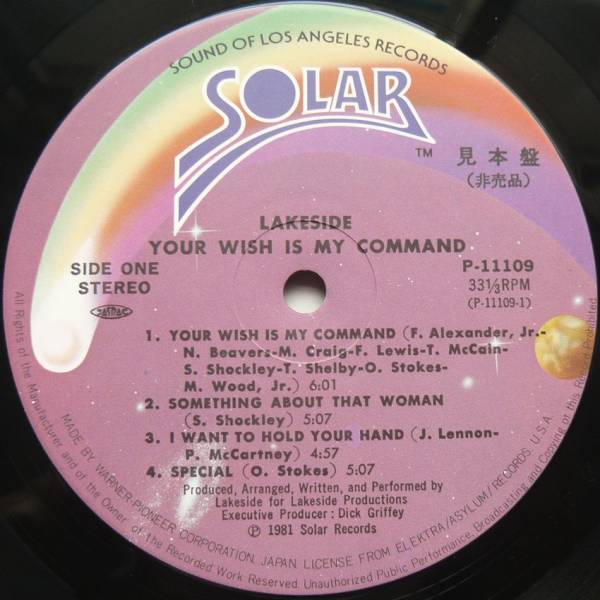 SOUND OF LOS ANGELES RECORDS
SOLAR
TM
見本盤
(非売品)
LAKESIDE
YOUR WISH IS MY COMMAND
SIDE ONE
STEREO
JASRAC
P-11109
33⅓RPM
(P-11109-1)
1. YOUR WISH IS MY COMMAND (F. Alexander, Jr.-
N. Beavers-M. Craig-F. Lewis-T. McCain-
S. Shockley-T. Shelby-O. Stokes-
M. Wood, Jr.) 6:01
2. SOMETHING ABOUT THAT WOMAN
(S. Shockley) 5:07
3. I WANT TO HOLD YOUR HAND (J. Lennon-
P. McCartney) 4:57
4. SPECIAL (O. Stokes) 5:07
Produced, Arranged, Written, and Performed by
Lakeside for Lakeside Productions
Executive Producer : Dick Griffey
℗ 1981 Solar Records
MADE BY WARNER-PIONEER CORPORATION, JAPAN. LICENSE FROM ELEKTRA/ASYLUM/RECORDS. U.S.A.
All Rights of the Manufacturer and of the Owner of the Recorded Work Reserved. Unauthorized Public Performance, Broadcasting and Copying of this Record Prohibited